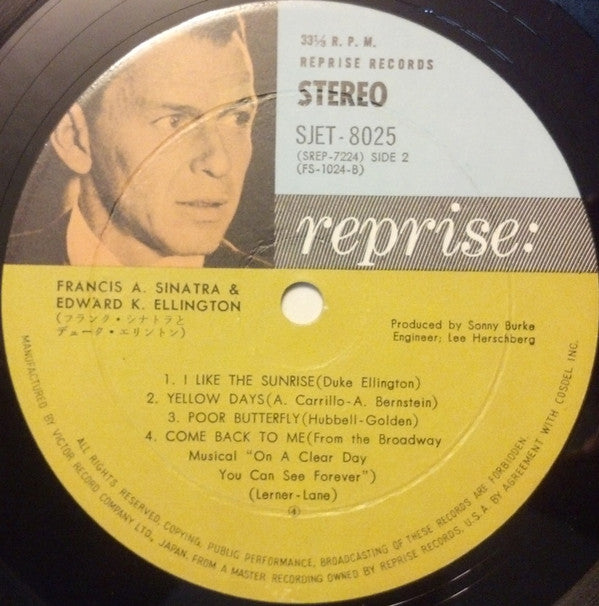 33⅓ R. P. M.
REPRISE RECORDS
STEREO
SJET-8025
(SREP-7224) SIDE 2
(FS-1024-B)
reprise:
FRANCIS A. SINATRA &
EDWARD K. ELLINGTON
(フランク・シナトラと
デューク・エリントン)
Produced by Sonny Burke
Engineer; Lee Herschberg
1. I LIKE THE SUNRISE(Duke Ellington)
2. YELLOW DAYS(A. Carrillo-A. Bernstein)
3. POOR BUTTERFLY(Hubbell-Golden)
4. COME BACK TO ME(From the Broadway
Musical "On A Clear Day
You Can See Forever")
(Lerner-Lane)
④
ALL RIGHTS RESERVED, COPYING, PUBLIC PERFORMANCE, BROADCASTING OF THESE RECORDS ARE FORBIDDEN.
MANUFACTURED BY VICTOR RECORD COMPANY LTD., JAPAN, FROM A MASTER RECORDING OWNED BY REPRISE RECORDS, U.S.A. BY AGREEMENT WITH COSDEL INC.